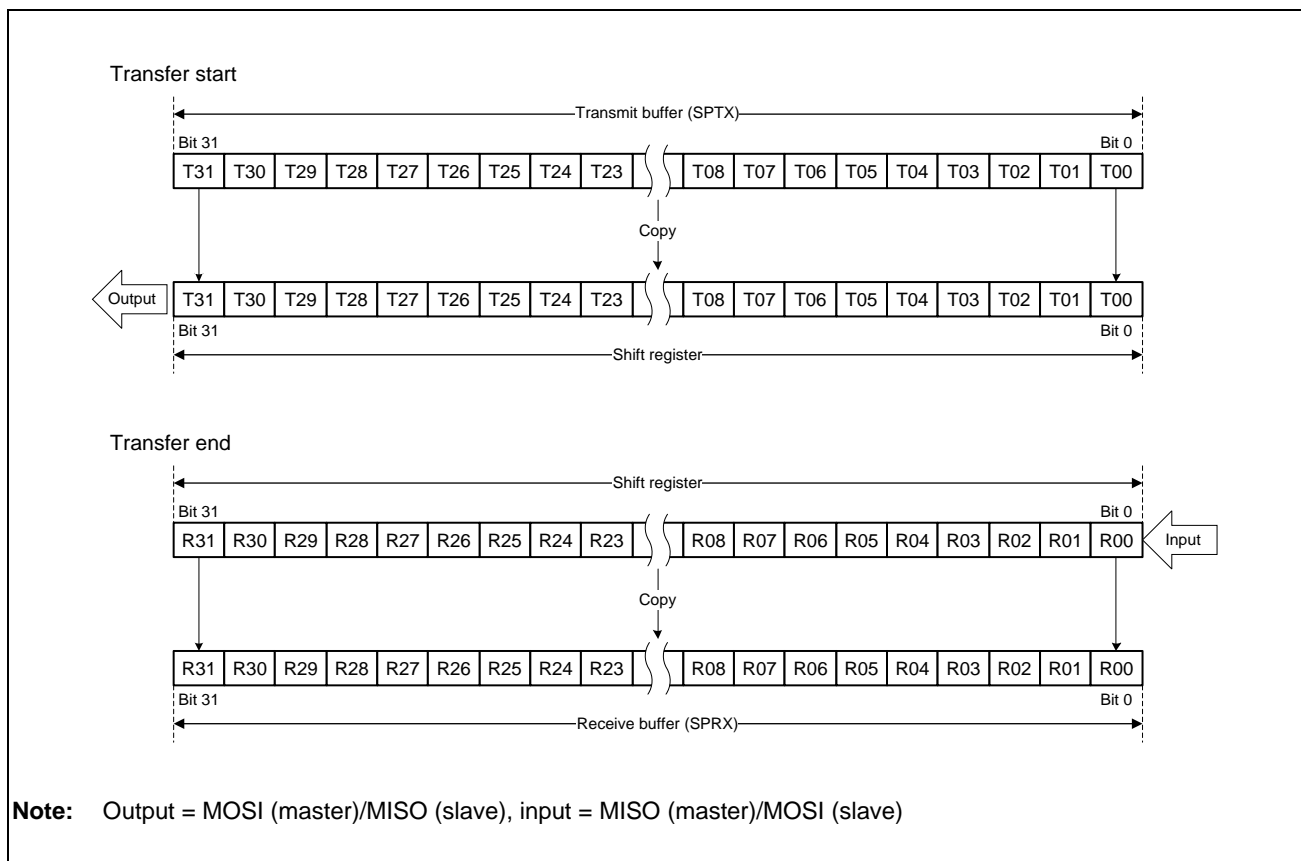 Transfer start
Transmit buffer (SPTX)
Bit 31 Bit 0
T31 T30 T29 T28 T27 T26 T25 T24 T23 T08 T07 T06 T05 T04 T03 T02 T01 T00
Copy
Output T31 T30 T29 T28 T27 T26 T25 T24 T23 T08 T07 T06 T05 T04 T03 T02 T01 T00
Bit 31 Bit 0
Shift register
Transfer end
Shift register
Bit 31 Bit 0
R31 R30 R29 R28 R27 R26 R25 R24 R23 R08 R07 R06 R05 R04 R03 R02 R01 R00 Input
Copy
R31 R30 R29 R28 R27 R26 R25 R24 R23 R08 R07 R06 R05 R04 R03 R02 R01 R00
Bit 31 Bit 0
Receive buffer (SPRX)
Note: Output = MOSI (master)/MISO (slave), input = MISO (master)/MOSI (slave)